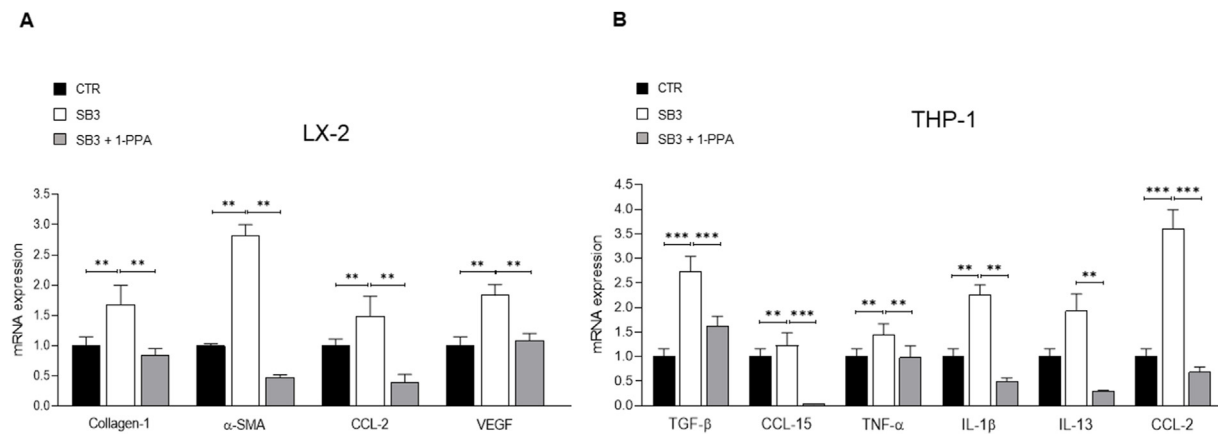 A
CTR
SB3
SB3 + 1-PPA
LX-2
mRNA expression
3.5
3.0
2.5
2.0
1.5
1.0
0.5
0.0
** **
** **
** **
** **
Collagen-1 α-SMA CCL-2 VEGF
B
CTR
SB3
SB3 + 1-PPA
THP-1
mRNA expression
4.5
4.0
3.5
3.0
2.5
2.0
1.5
1.0
0.5
0.0
*** ***
** ***
** **
** **
**
*** ***
TGF-β CCL-15 TNF-α IL-1β IL-13 CCL-2